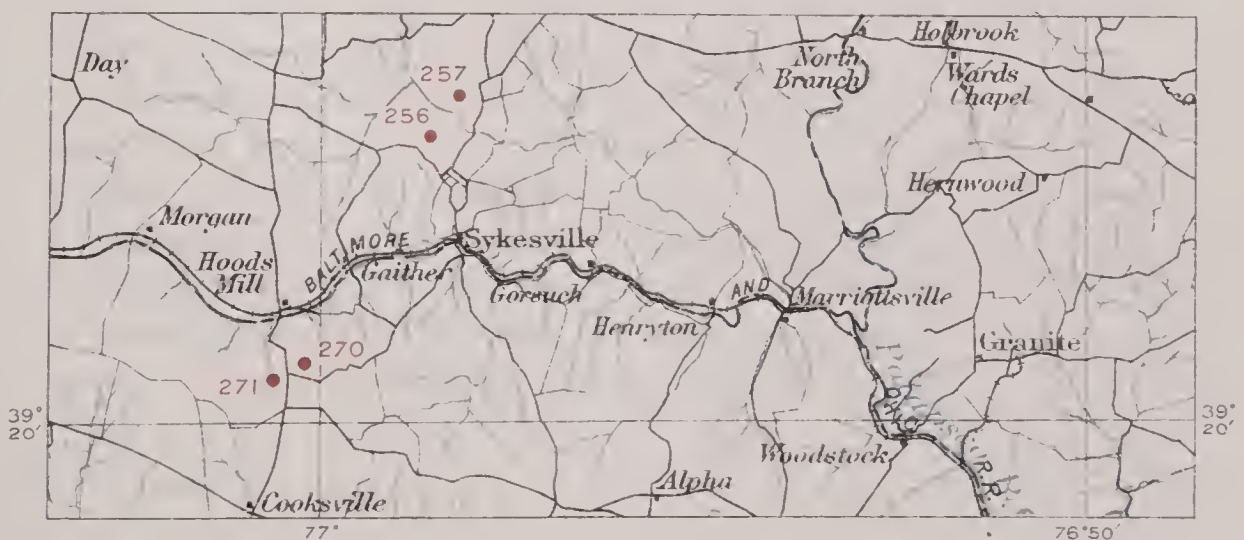 Day
257
256
North
Branch
Holbrook
Wards
Chapel
Hernwood
Morgan
Hoods
Mill
BALTIMORE
Gaither
Sykesville
Gorsuch
AND
Marriottsville
Henryton
Granite
270
271
39°
20'
39°
20'
OHIO
R.R.
Woodstock
Alpha
Cooksville
77°
76°50'